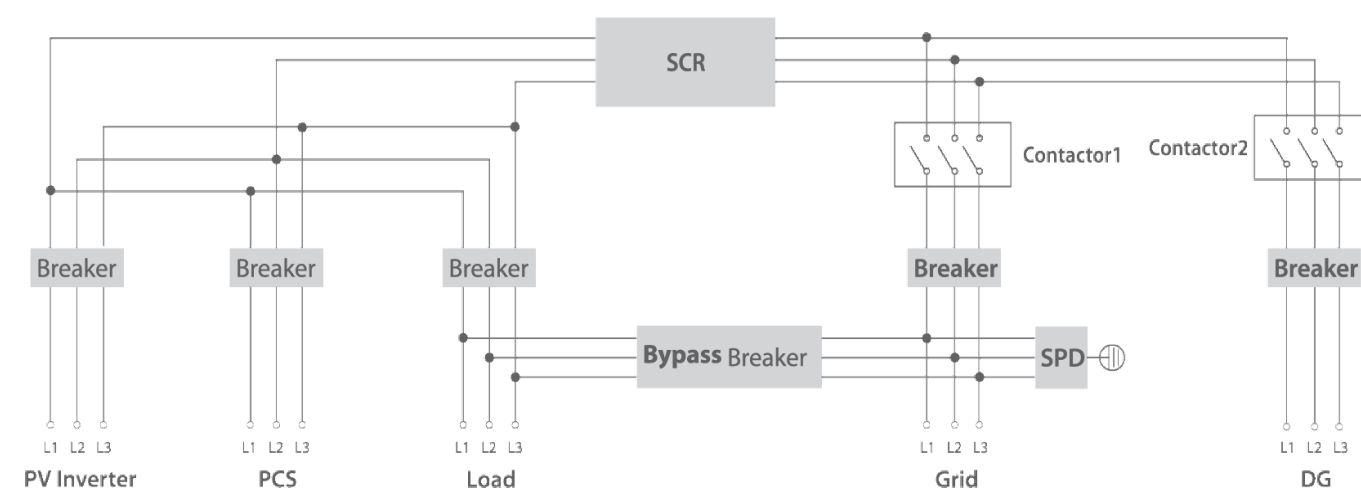 SCR
Contactor1
Contactor2
Breaker
Breaker
Breaker
Breaker
Breaker
Bypass Breaker
SPD
L1 L2 L3
L1 L2 L3
L1 L2 L3
L1 L2 L3
L1 L2 L3
PV Inverter
PCS
Load
Grid
DG